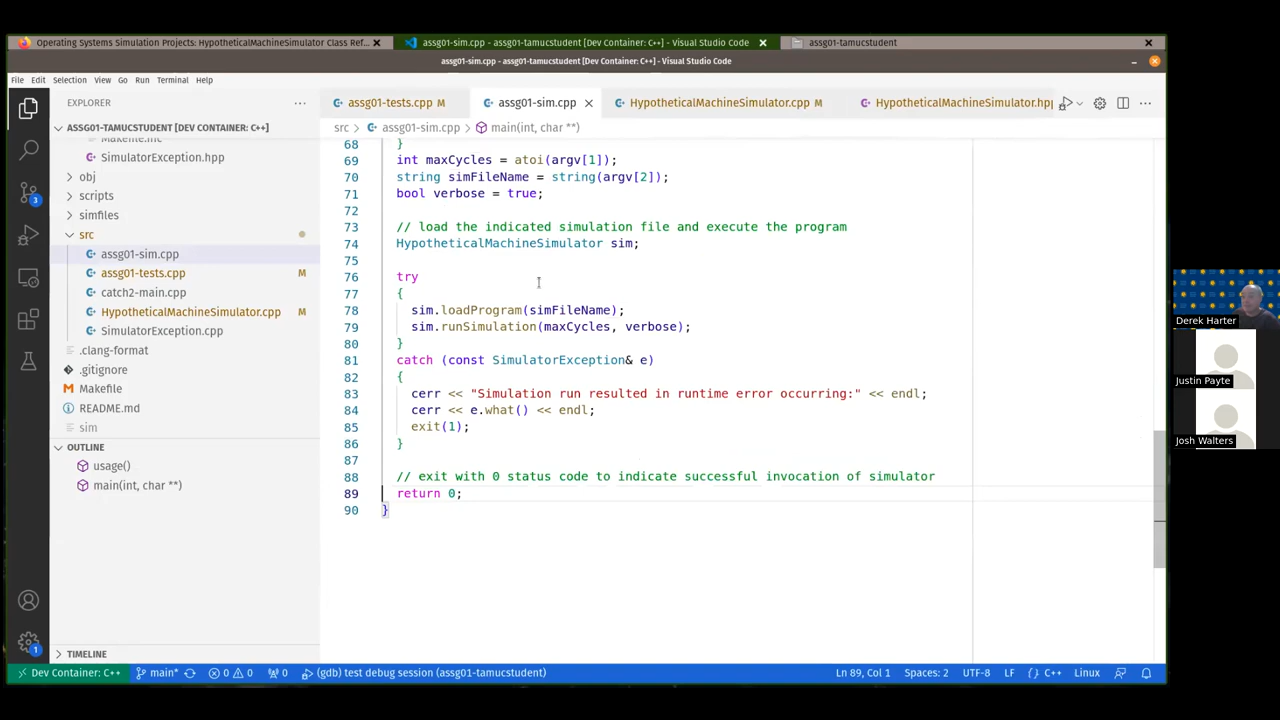 Operating Systems Simulation Projects: HypotheticalMachineSimulator Class Ref...
assg01-sim.cpp - assg01-tamucstudent [Dev Container: C++] - Visual Studio Code
assg01-tamucstudent
assg01-sim.cpp - assg01-tamucstudent [Dev Container: C++] - Visual Studio Code
File Edit Selection View Go Run Terminal Help
EXPLORER
assg01-tests.cpp M
assg01-sim.cpp
HypotheticalMachineSimulator.cpp M
HypotheticalMachineSimulator.hpp
ASSG01-TAMUCSTUDENT [DEV CONTAINER: C++]
src > assg01-sim.cpp > main(int, char **)
Makefile.inc
SimulatorException.hpp
obj
scripts
simfiles
src
assg01-sim.cpp
assg01-tests.cpp M
catch2-main.cpp
HypotheticalMachineSimulator.cpp M
SimulatorException.cpp
.clang-format
.gitignore
Makefile
README.md
sim
OUTLINE
usage()
main(int, char **)
TIMELINE
3
1
68 }
69 int maxCycles = atoi(argv[1]);
70 string simFileName = string(argv[2]);
71 bool verbose = true;
72
73 // load the indicated simulation file and execute the program
74 HypotheticalMachineSimulator sim;
75
76 try
77 {
78 sim.loadProgram(simFileName);
79 sim.runSimulation(maxCycles, verbose);
80 }
81 catch (const SimulatorException& e)
82 {
83 cerr << "Simulation run resulted in runtime error occurring:" << endl;
84 cerr << e.what() << endl;
85 exit(1);
86 }
87
88 // exit with 0 status code to indicate successful invocation of simulator
89 return 0;
90 }
Derek Harter
Justin Payte
Josh Walters
Dev Container: C++ main* 0 0 0 (gdb) test debug session (assg01-tamucstudent) Ln 89, Col 1 Spaces: 2 UTF-8 LF {} C++ Linux